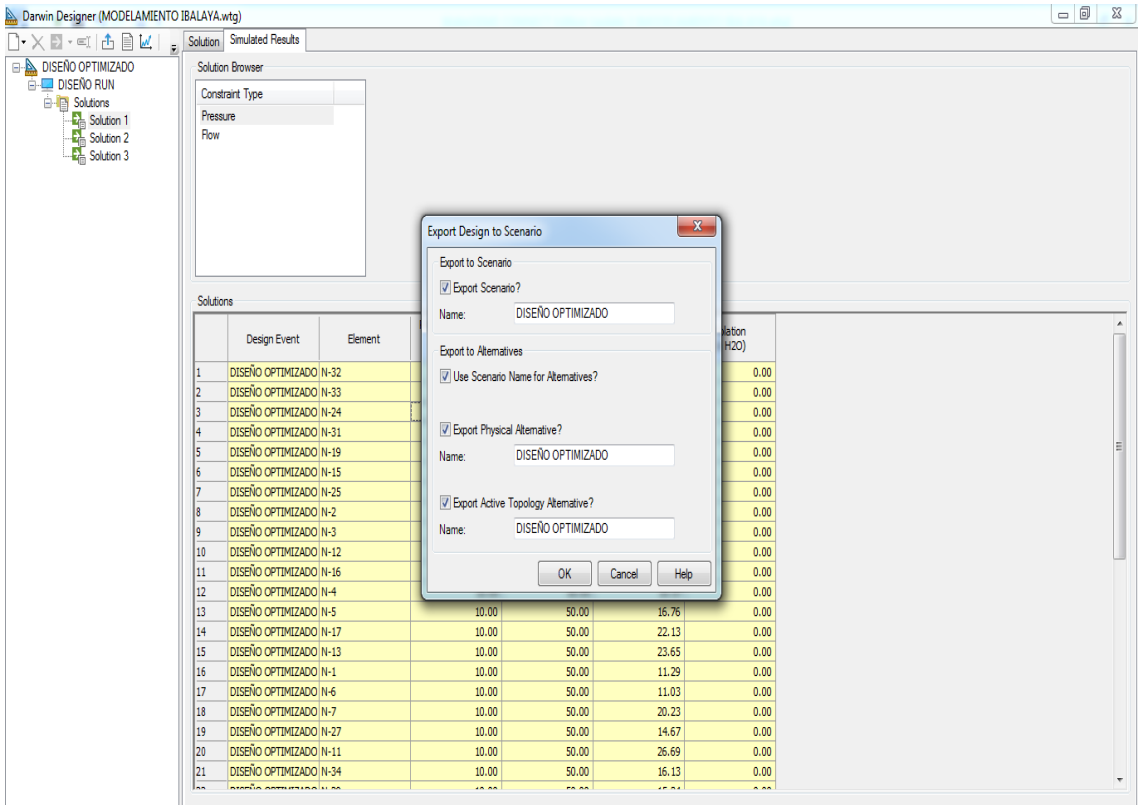 Darwin Designer (MODELAMIENTO IBALAYA.wtg)
Solution Simulated Results
DISEÑO OPTIMIZADO
DISEÑO RUN
Solutions
Solution 1
Solution 2
Solution 3
Solution Browser
Constraint Type
Pressure
Flow
Export Design to Scenario
Export to Scenario
Export Scenario?
Name: DISEÑO OPTIMIZADO
Export to Alternatives
Use Scenario Name for Alternatives?
Export Physical Alternative?
Name: DISEÑO OPTIMIZADO
Export Active Topology Alternative?
Name: DISEÑO OPTIMIZADO
OK Cancel Help
Solutions
Design Event Element
H2O)
1 DISEÑO OPTIMIZADO N-32 0.00
2 DISEÑO OPTIMIZADO N-33 0.00
3 DISEÑO OPTIMIZADO N-24 0.00
4 DISEÑO OPTIMIZADO N-31 0.00
5 DISEÑO OPTIMIZADO N-19 0.00
6 DISEÑO OPTIMIZADO N-15 0.00
7 DISEÑO OPTIMIZADO N-25 0.00
8 DISEÑO OPTIMIZADO N-2 0.00
9 DISEÑO OPTIMIZADO N-3 0.00
10 DISEÑO OPTIMIZADO N-12 0.00
11 DISEÑO OPTIMIZADO N-16 0.00
12 DISEÑO OPTIMIZADO N-4 0.00
13 DISEÑO OPTIMIZADO N-5 10.00 50.00 16.76 0.00
14 DISEÑO OPTIMIZADO N-17 10.00 50.00 22.13 0.00
15 DISEÑO OPTIMIZADO N-13 10.00 50.00 23.65 0.00
16 DISEÑO OPTIMIZADO N-1 10.00 50.00 11.29 0.00
17 DISEÑO OPTIMIZADO N-6 10.00 50.00 11.03 0.00
18 DISEÑO OPTIMIZADO N-7 10.00 50.00 20.23 0.00
19 DISEÑO OPTIMIZADO N-27 10.00 50.00 14.67 0.00
20 DISEÑO OPTIMIZADO N-11 10.00 50.00 26.69 0.00
21 DISEÑO OPTIMIZADO N-34 10.00 50.00 16.13 0.00